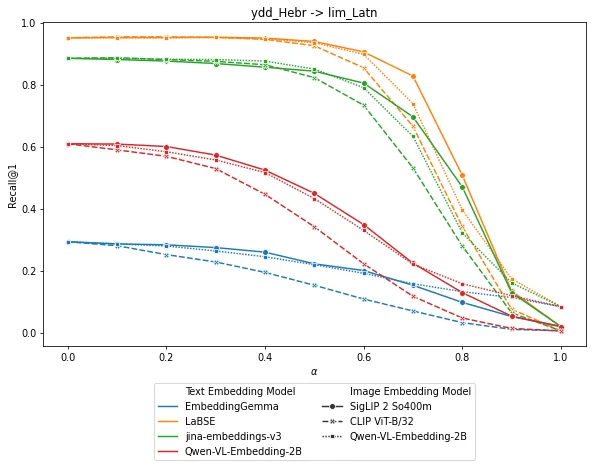 ydd_Hebr -> lim_Latn
1.0
0.8
0.6
0.4
0.2
0.0
Recall@1
0.0 0.2 0.4 0.6 0.8 1.0
α
Text Embedding Model Image Embedding Model
EmbeddingGemma SigLIP 2 So400m
LaBSE CLIP ViT-B/32
jina-embeddings-v3 Qwen-VL-Embedding-2B
Qwen-VL-Embedding-2B